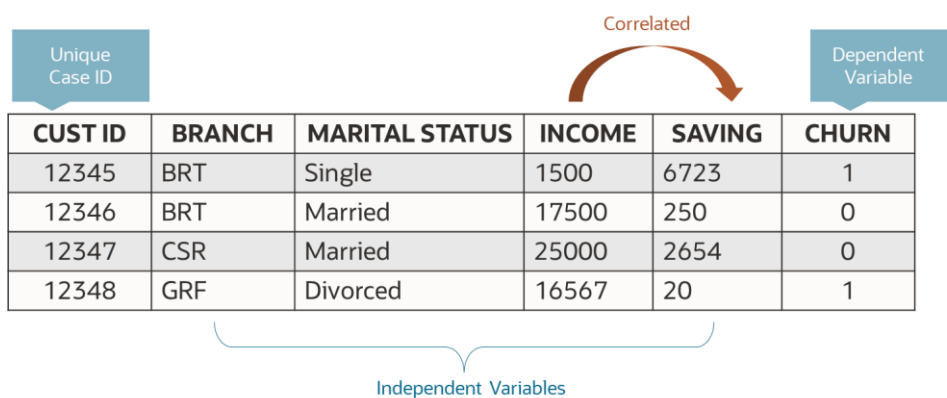 Correlated
Unique
Case ID
Dependent
Variable
CUST ID BRANCH MARITAL STATUS INCOME SAVING CHURN
12345 BRT Single 1500 6723 1
12346 BRT Married 17500 250 0
12347 CSR Married 25000 2654 0
12348 GRF Divorced 16567 20 1
Independent Variables